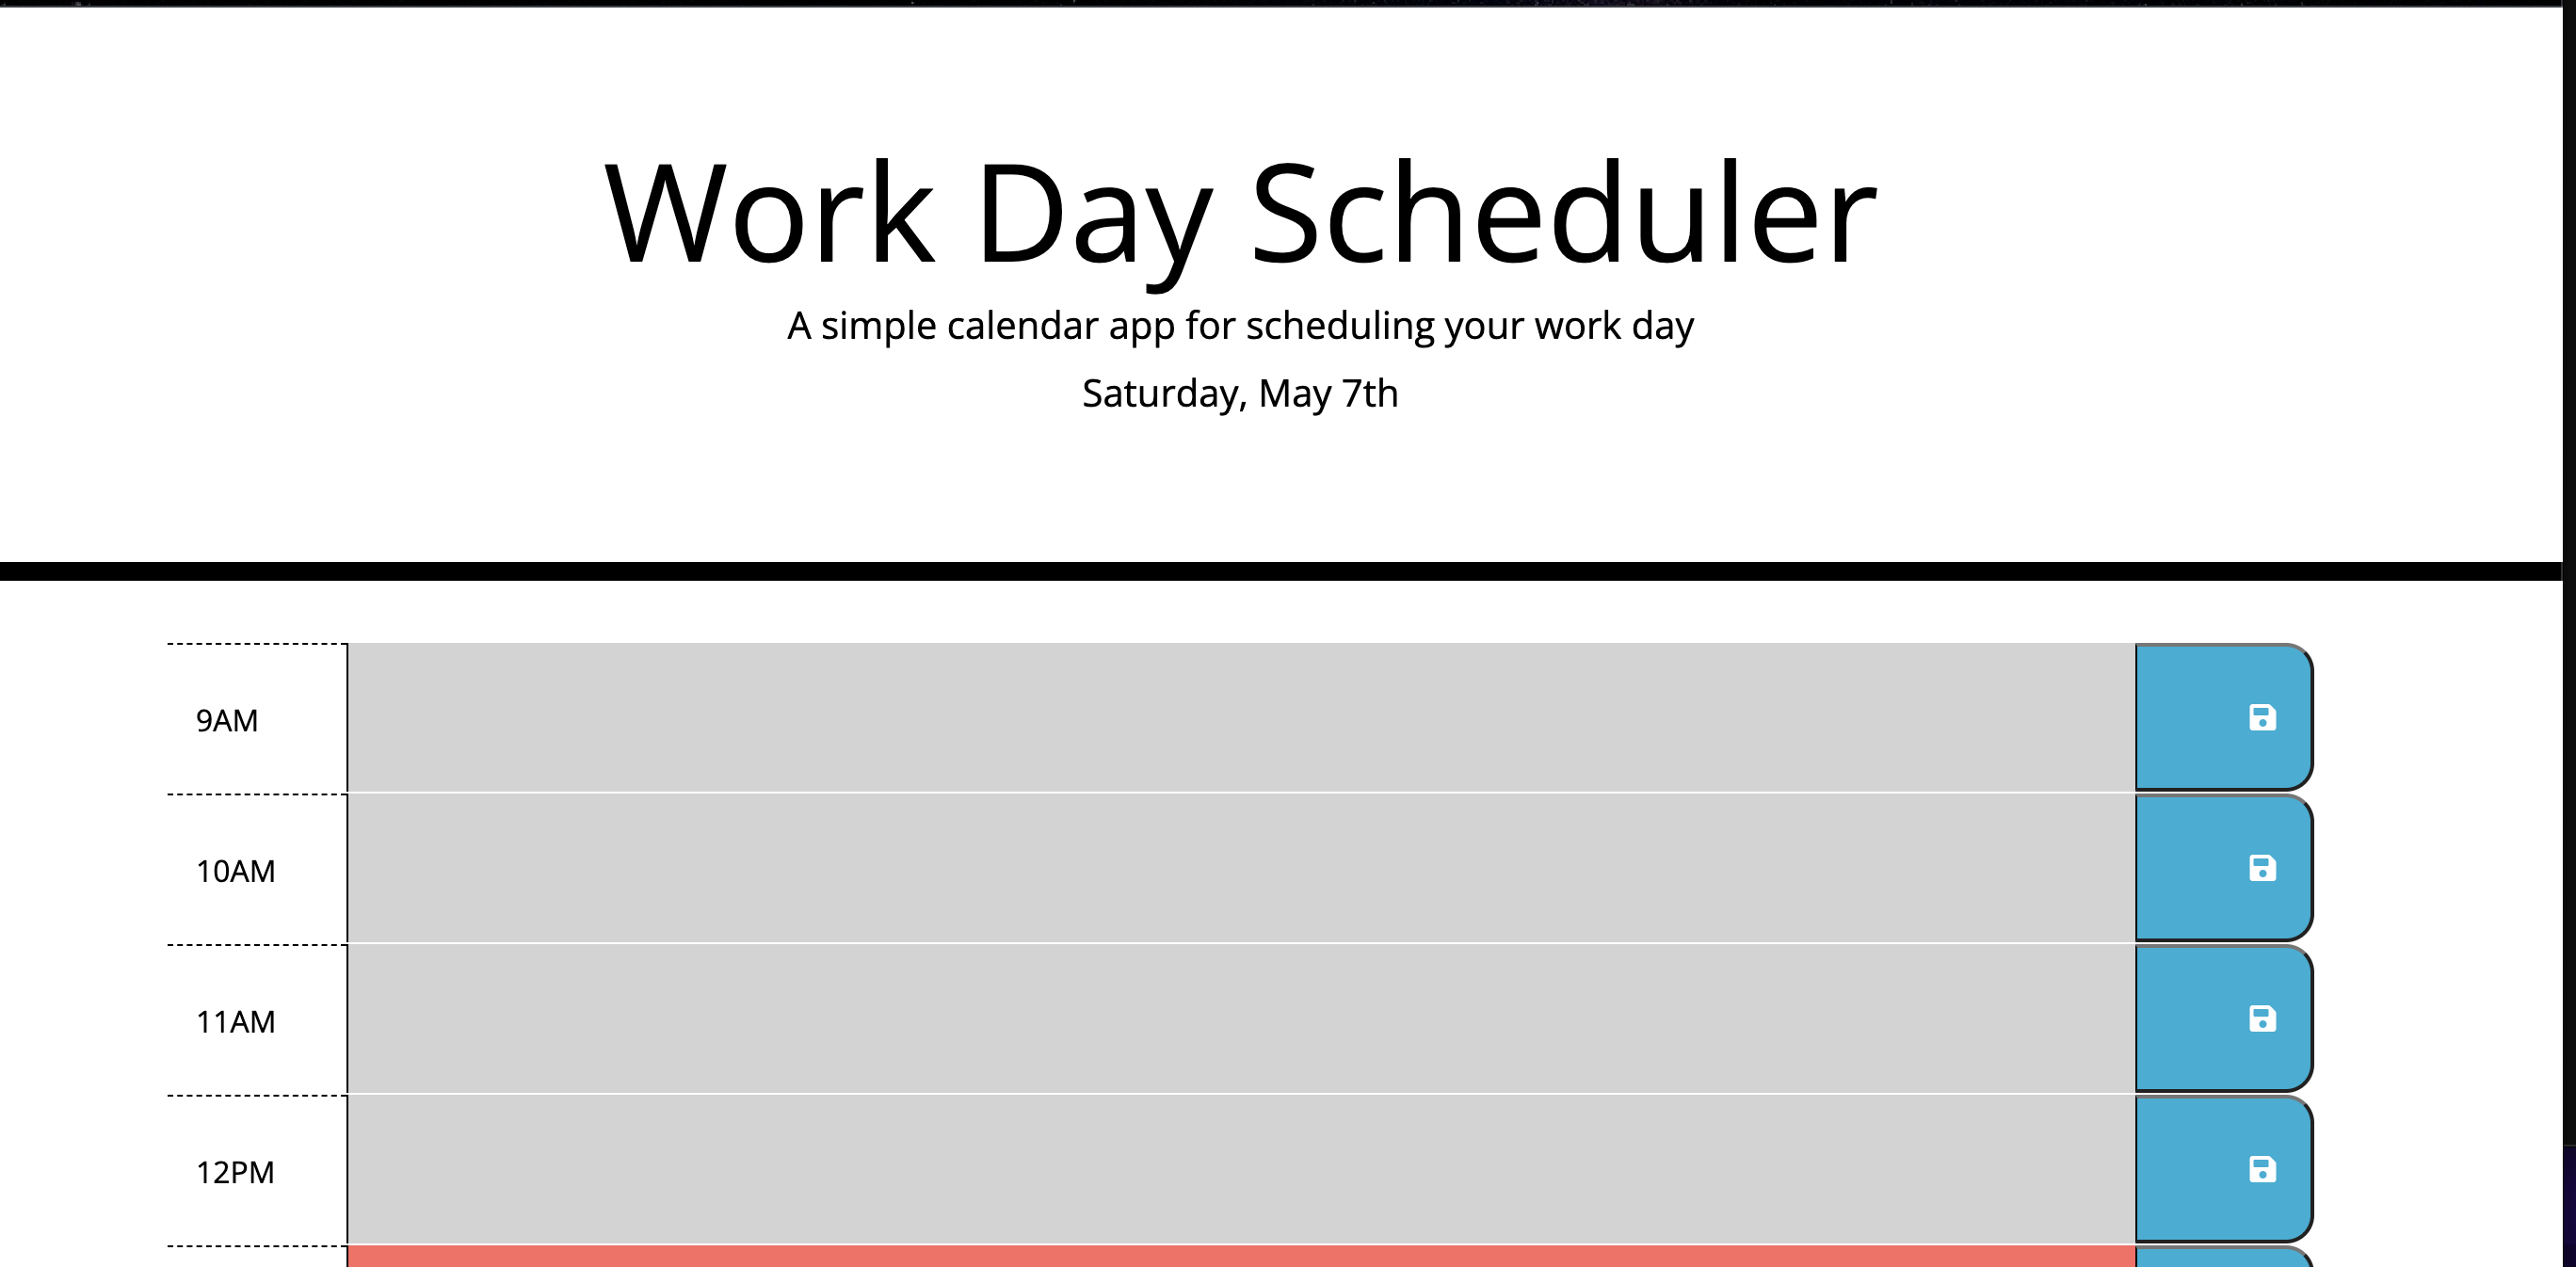 Work Day Scheduler
A simple calendar app for scheduling your work day
Saturday, May 7th
9AM
10AM
11AM
12PM